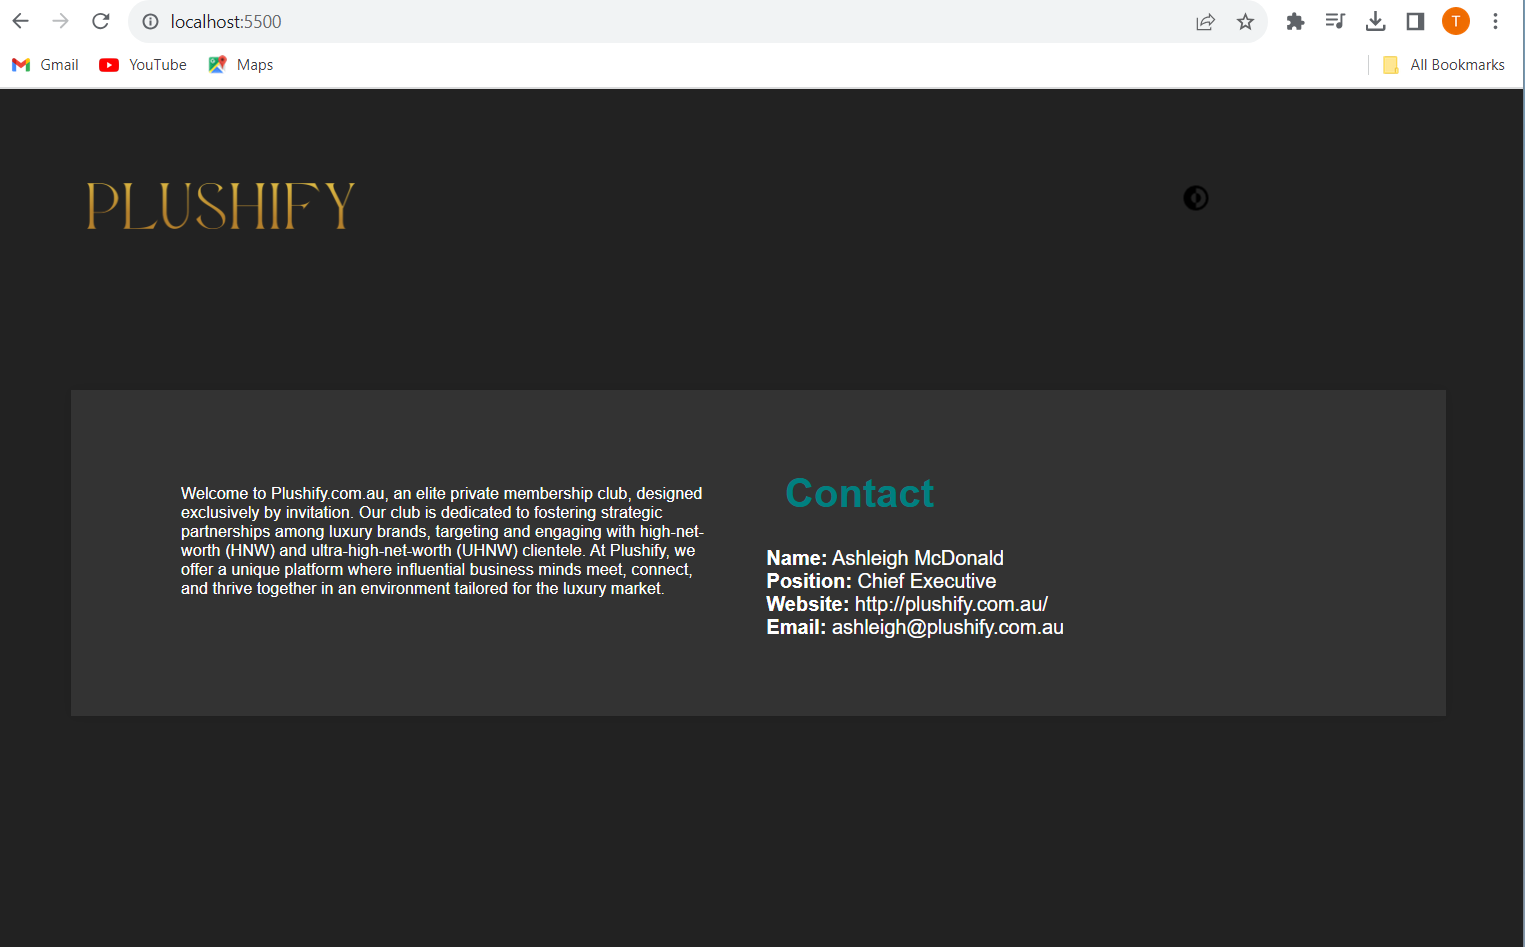 localhost:5500
T
Gmail
YouTube
Maps
All Bookmarks
PLUSHIFY
Welcome to Plushify.com.au, an elite private membership club, designed
exclusively by invitation. Our club is dedicated to fostering strategic
partnerships among luxury brands, targeting and engaging with high-net-
worth (HNW) and ultra-high-net-worth (UHNW) clientele. At Plushify, we
offer a unique platform where influential business minds meet, connect,
and thrive together in an environment tailored for the luxury market.
Contact
Name: Ashleigh McDonald
Position: Chief Executive
Website: http://plushify.com.au/
Email: ashleigh@plushify.com.au